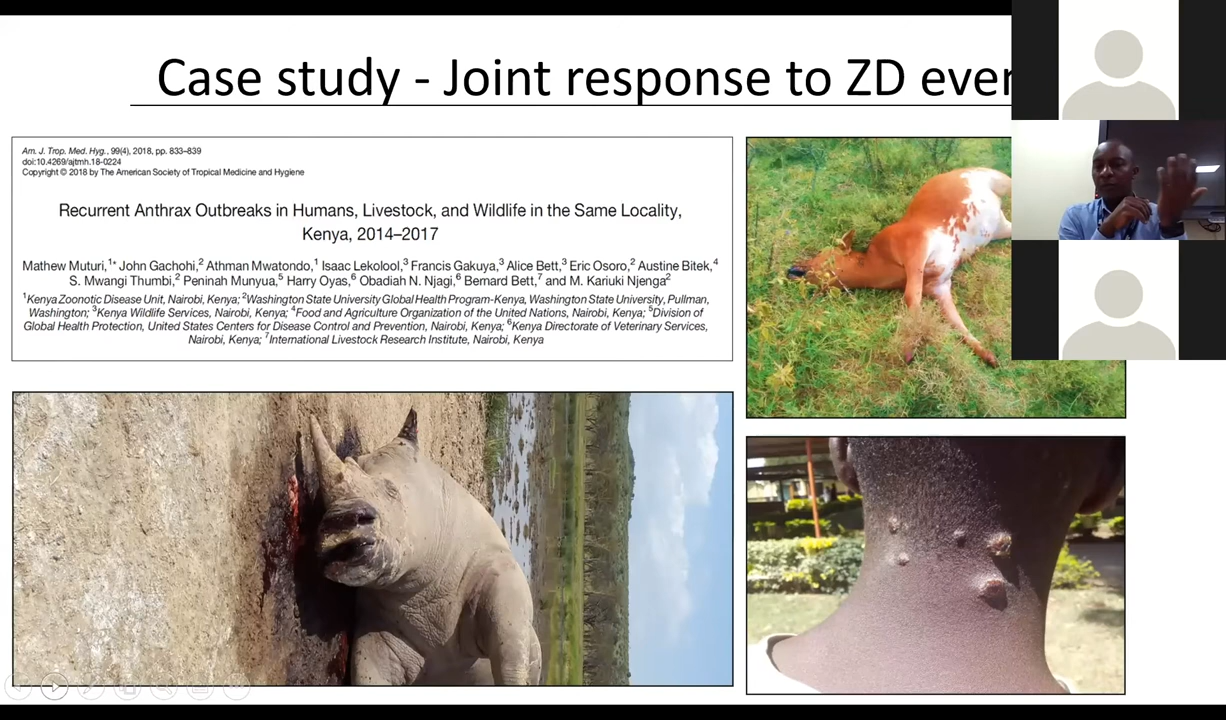 Case study - Joint response to ZD even
Am. J. Trop. Med. Hyg., 99(4), 2018, pp. 833–839
doi:10.4269/ajtmh.18-0224
Copyright © 2018 by The American Society of Tropical Medicine and Hygiene
Recurrent Anthrax Outbreaks in Humans, Livestock, and Wildlife in the Same Locality,
Kenya, 2014–2017
Mathew Muturi,1* John Gachohi,2 Athman Mwatondo,1 Isaac Lekolool,3 Francis Gakuya,3 Alice Bett,3 Eric Osoro,2 Austine Bitek,4
S. Mwangi Thumbi,2 Peninah Munyua,5 Harry Oyas,6 Obadiah N. Njagi,6 Bernard Bett,7 and M. Kariuki Njenga2
1Kenya Zoonotic Disease Unit, Nairobi, Kenya; 2Washington State University Global Health Program-Kenya, Washington State University, Pullman,
Washington; 3Kenya Wildlife Services, Nairobi, Kenya; 4Food and Agriculture Organization of the United Nations, Nairobi, Kenya; 5Division of
Global Health Protection, United States Centers for Disease Control and Prevention, Nairobi, Kenya; 6Kenya Directorate of Veterinary Services,
Nairobi, Kenya; 7International Livestock Research Institute, Nairobi, Kenya